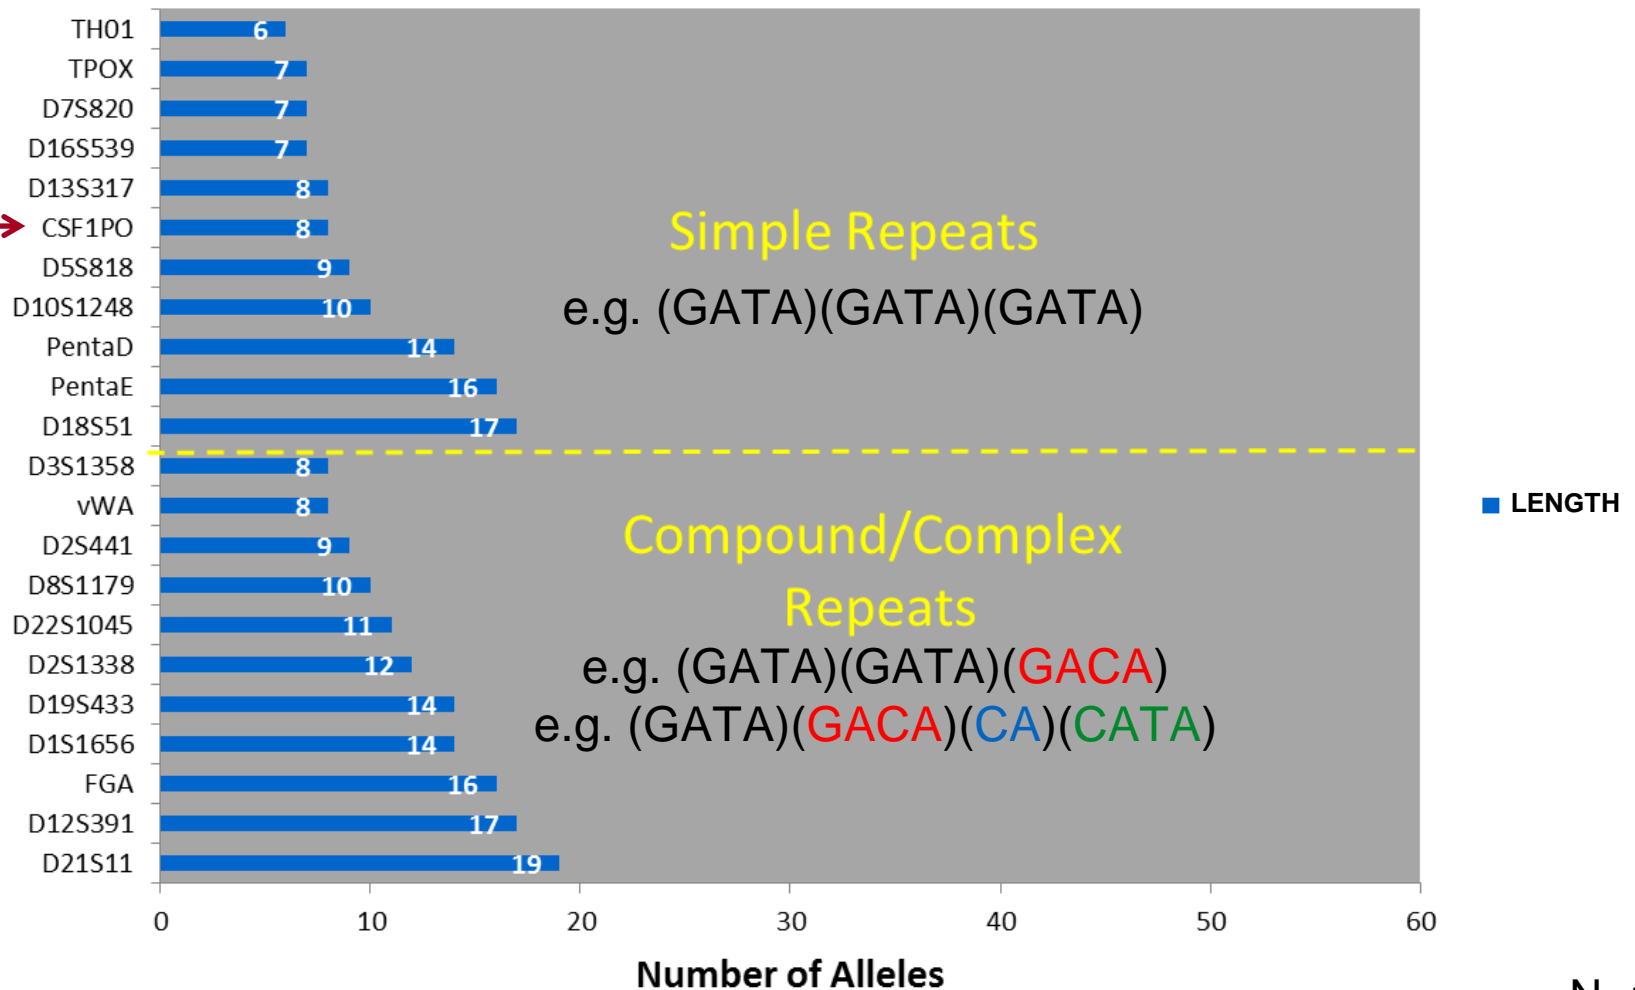 TH01 6
TPOX 7
D7S820 7
D16S539 7
D13S317 8
CSF1PO 8
D5S818 9
D10S1248 10
PentaD 14
PentaE 16
D18S51 17
Simple Repeats
e.g. (GATA)(GATA)(GATA)
D3S1358 8
vWA 8
D2S441 9
D8S1179 10
D22S1045 11
D2S1338 12
D19S433 14
D1S1656 14
FGA 16
D12S391 17
D21S11 19
Compound/Complex
Repeats
e.g. (GATA)(GATA)(GACA)
e.g. (GATA)(GACA)(CA)(CATA)
LENGTH
0 10 20 30 40 50 60
Number of Alleles